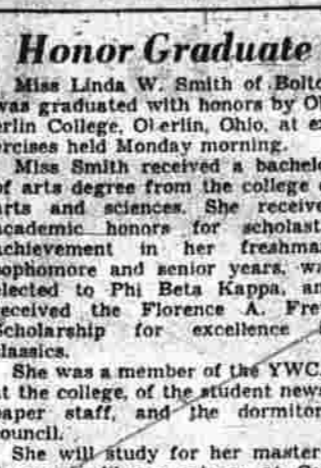 Honor Graduate
Miss Linda W. Smith of Bolto
was graduated with honors by Ob
erlin College, Oberlin, Ohio, at ex
ercises held Monday morning.
Miss Smith received a bachelo
of arts degree from the college o
arts and sciences. She receive
academic honors for scholast
achievement in her freshma
sophomore and senior years, wa
elected to Phi Beta Kappa, an
received the Florence A. Fre
Scholarship for excellence i
classics.
She was a member of the YWCA
at the college, of the student news
paper staff, and the dormitor
council.
She will study for her master'